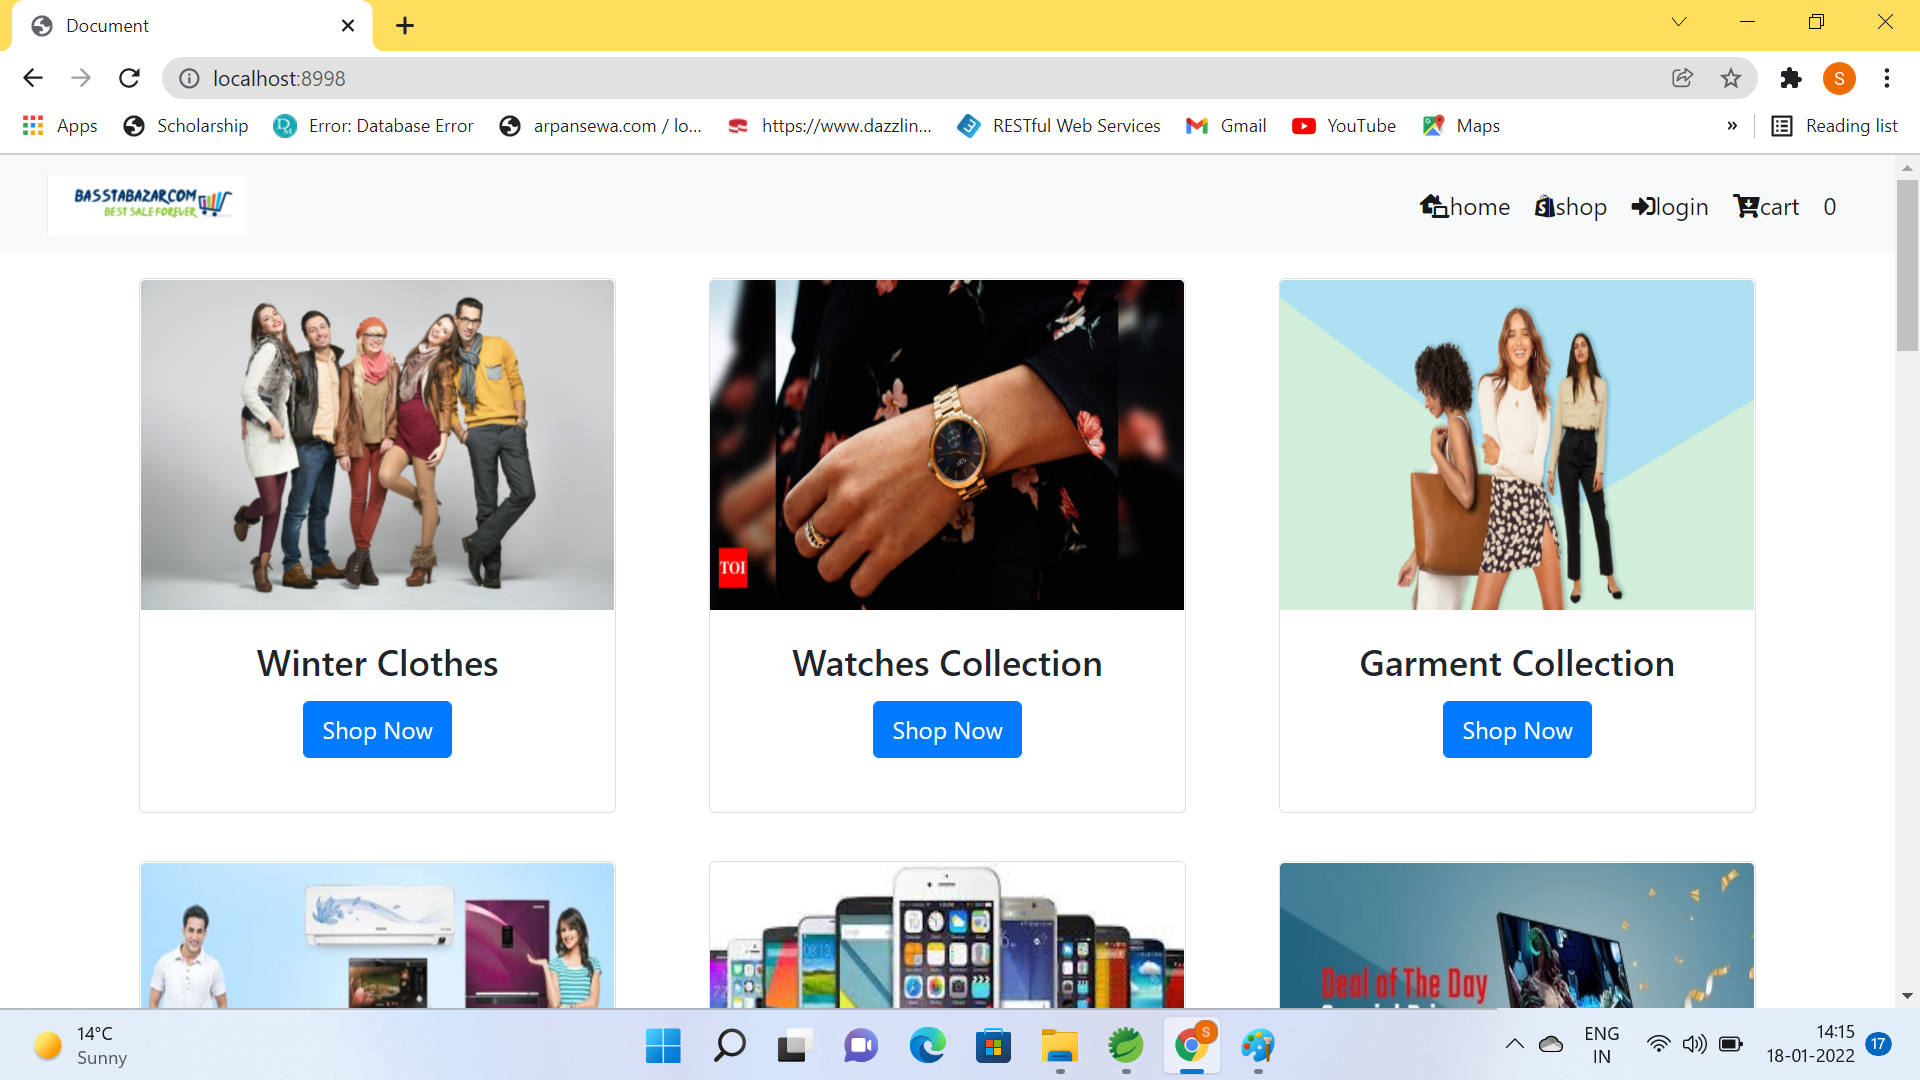 Document
localhost:8998
Apps
Scholarship
Error: Database Error
arpansewa.com / lo...
https://www.dazzlin...
RESTful Web Services
Gmail
YouTube
Maps
»
Reading list
S
BASSTABAZAR.COM
BEST SALE FOREVER
home
shop
login
cart
0
TOI
Winter Clothes
Watches Collection
Garment Collection
Shop Now
Shop Now
Shop Now
Deal of The Day
14°C
Sunny
S
ENG
IN
14:15
18-01-2022
17